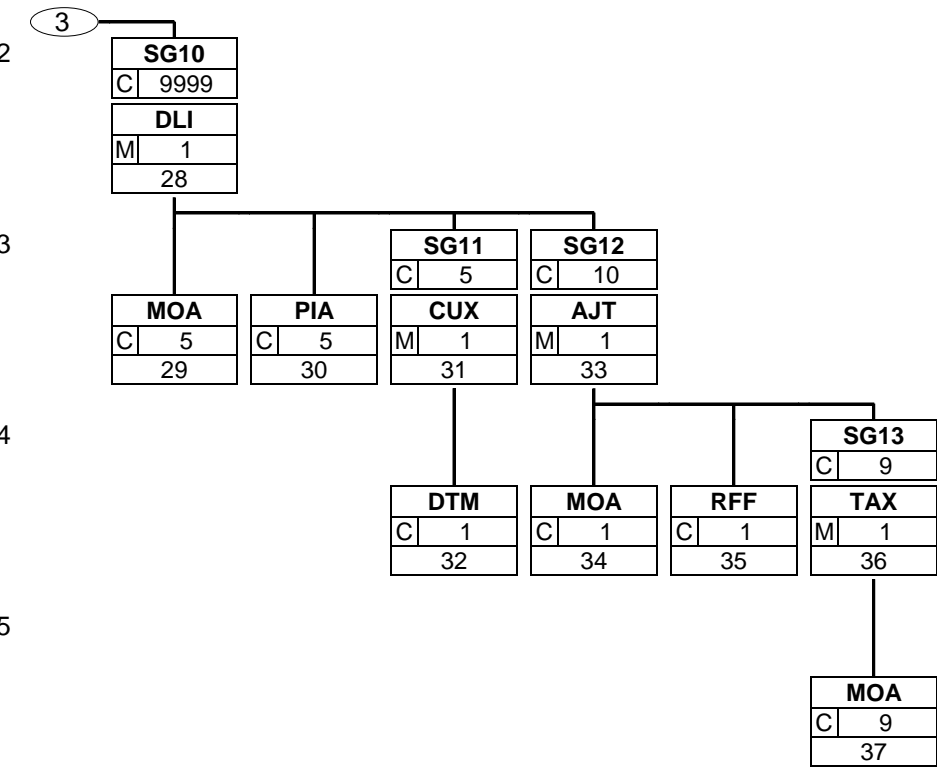 3
2
SG10
C 9999
DLI
M 1
28
3
SG11 SG12
C 5 C 10
MOA PIA CUX AJT
C 5 C 5 M 1 M 1
29 30 31 33
4
SG13
C 9
DTM MOA RFF TAX
C 1 C 1 C 1 M 1
32 34 35 36
5
MOA
C 9
37